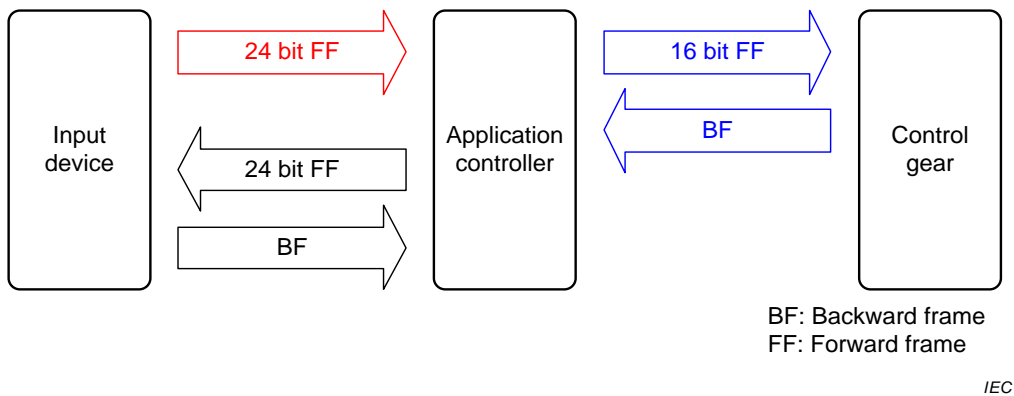 24 bit FF
16 bit FF
BF
Input
device
Application
controller
Control
gear
24 bit FF
BF
BF: Backward frame
FF: Forward frame
IEC